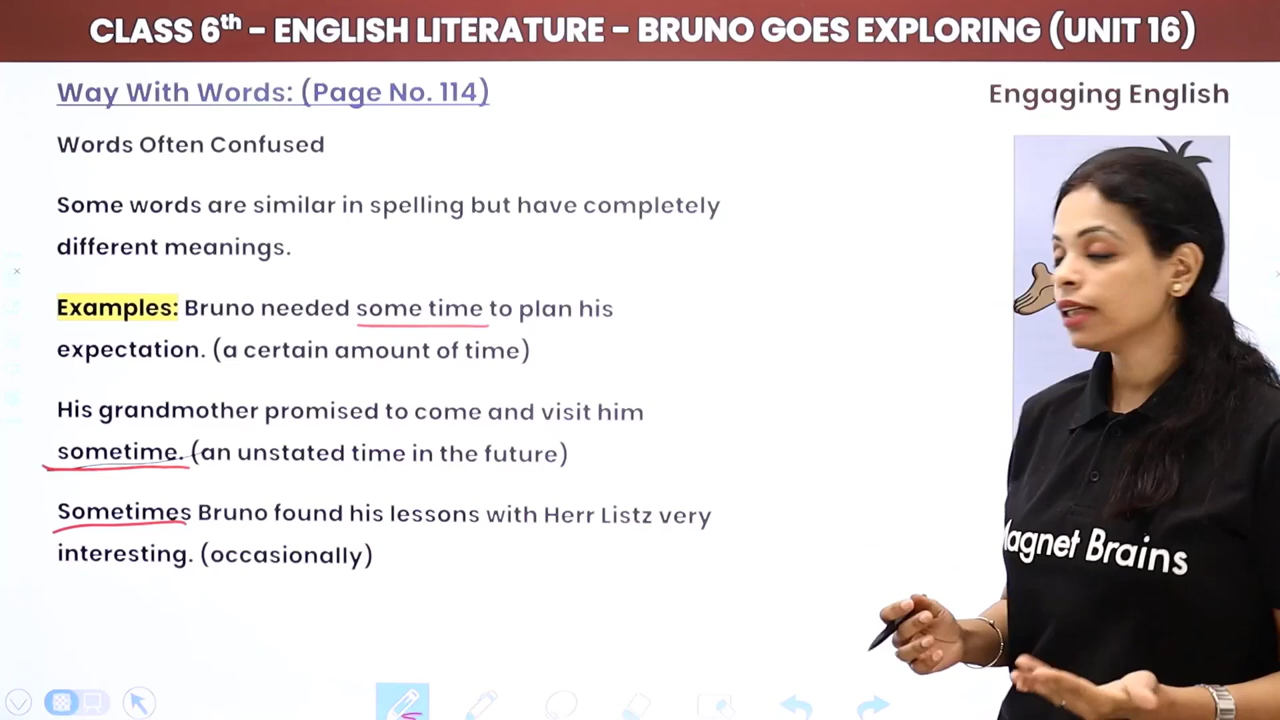 CLASS 6th - ENGLISH LITERATURE - BRUNO GOES EXPLORING (UNIT 16)
Way With Words: (Page No. 114)
Engaging English
Words Often Confused
Some words are similar in spelling but have completely
different meanings.
Examples: Bruno needed some time to plan his
expectation. (a certain amount of time)
His grandmother promised to come and visit him
sometime. (an unstated time in the future)
Sometimes Bruno found his lessons with Herr Listz very
interesting. (occasionally)
Magnet Brains